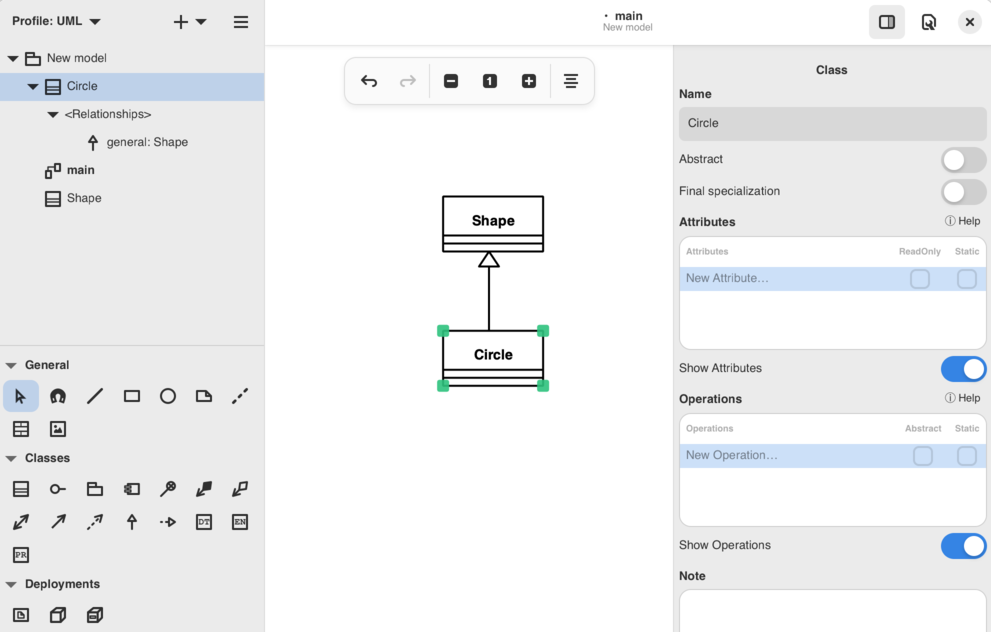 Profile: UML
main
New model
New model
Circle
<Relationships>
general: Shape
main
Shape
General
Classes
DT
EN
PR
Deployments
1
Shape
Circle
Class
Name
Circle
Abstract
Final specialization
Attributes
Help
Attributes ReadOnly Static
New Attribute…
Show Attributes
Operations
Help
Operations Abstract Static
New Operation…
Show Operations
Note